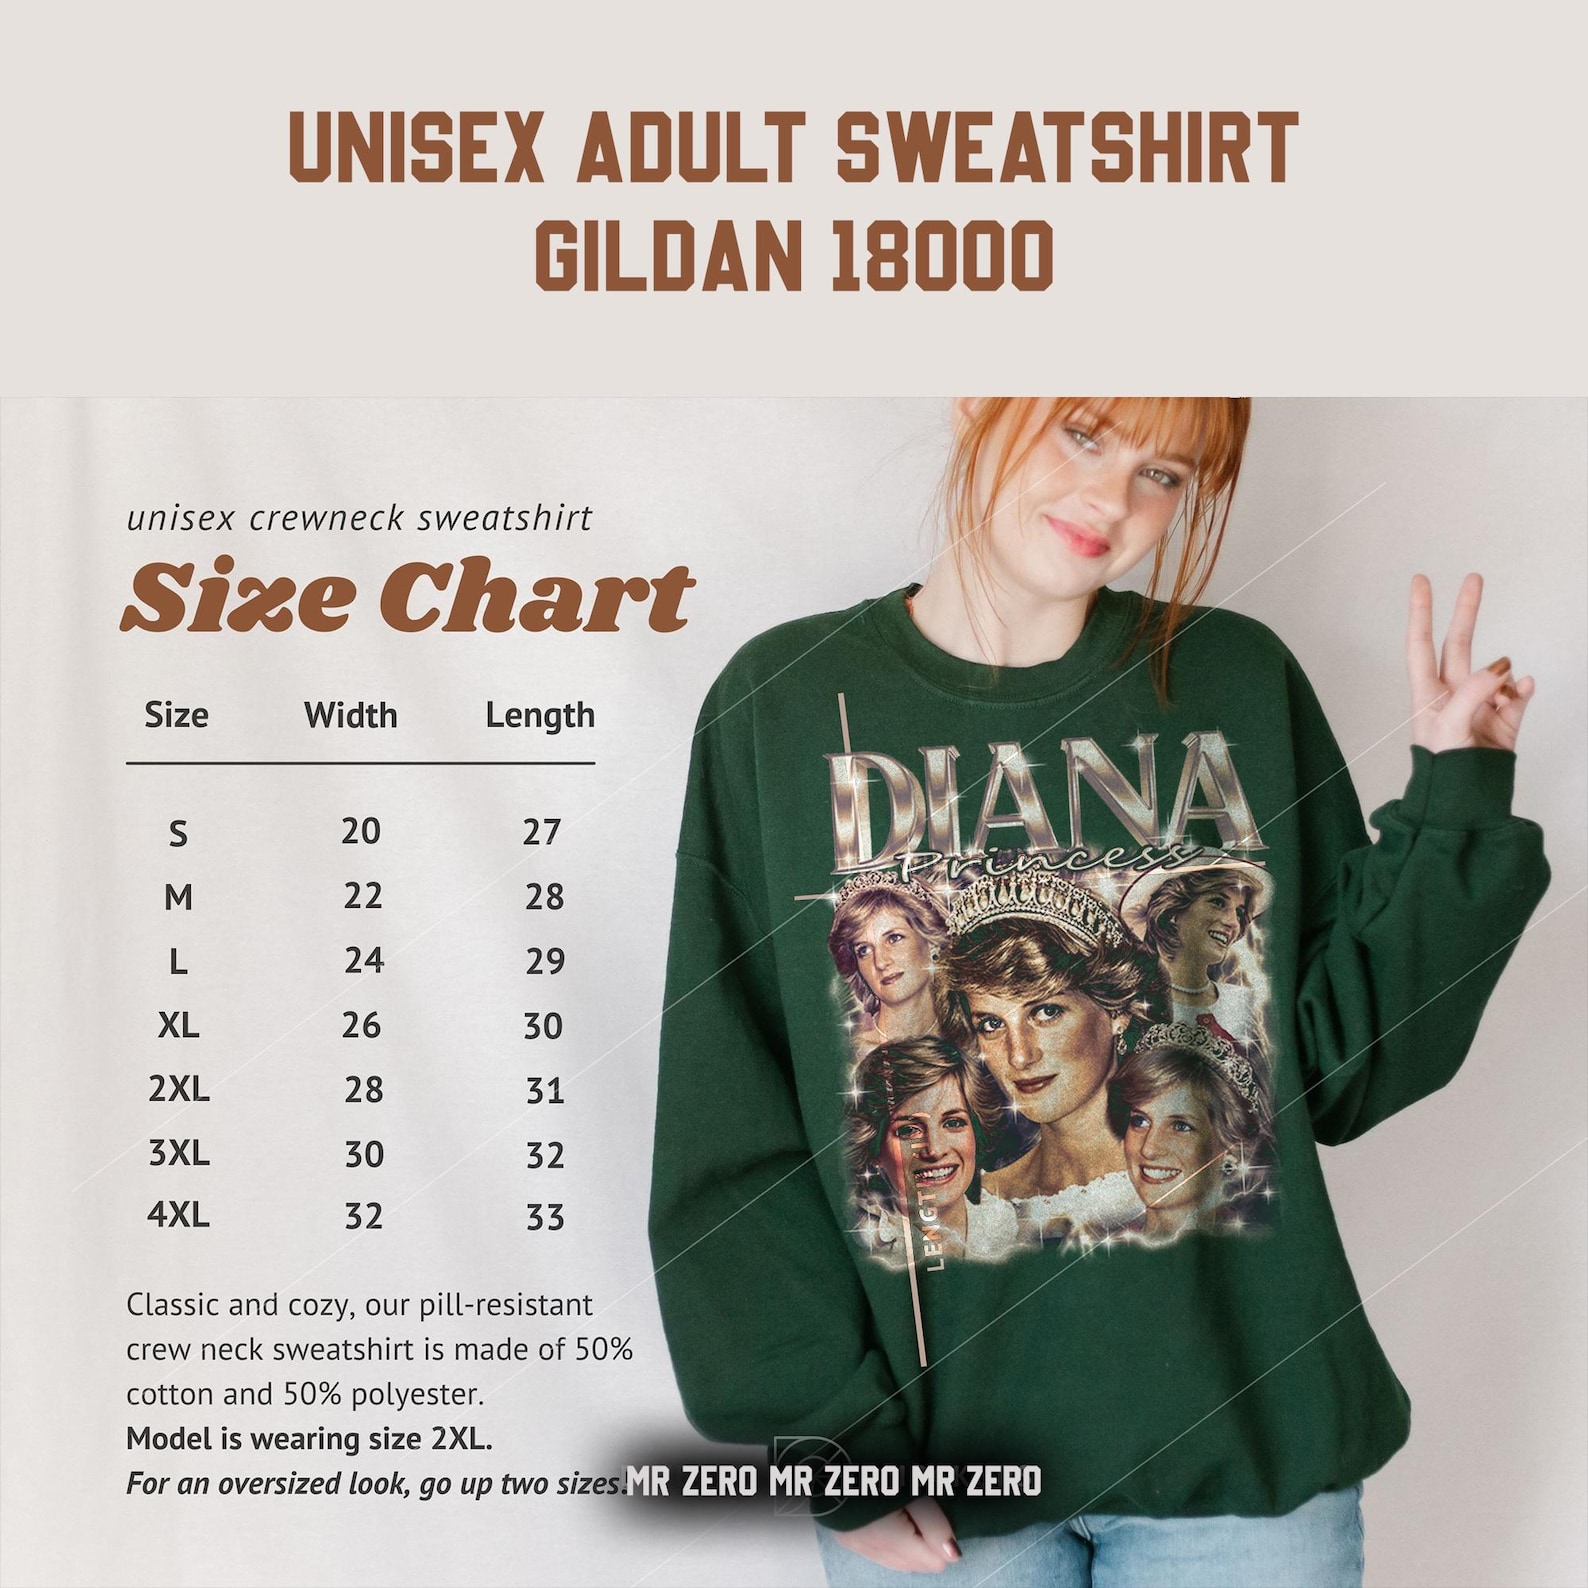 UNISEX ADULT SWEATSHIRT
GILDAN 18000
unisex crewneck sweatshirt
Size Chart
Size Width Length
S 20 27
M 22 28
L 24 29
XL 26 30
2XL 28 31
3XL 30 32
4XL 32 33
Classic and cozy, our pill-resistant
crew neck sweatshirt is made of 50%
cotton and 50% polyester.
Model is wearing size 2XL.
For an oversized look, go up two sizes!
DIANA
Princess
MR ZERO MR ZERO MR ZERO